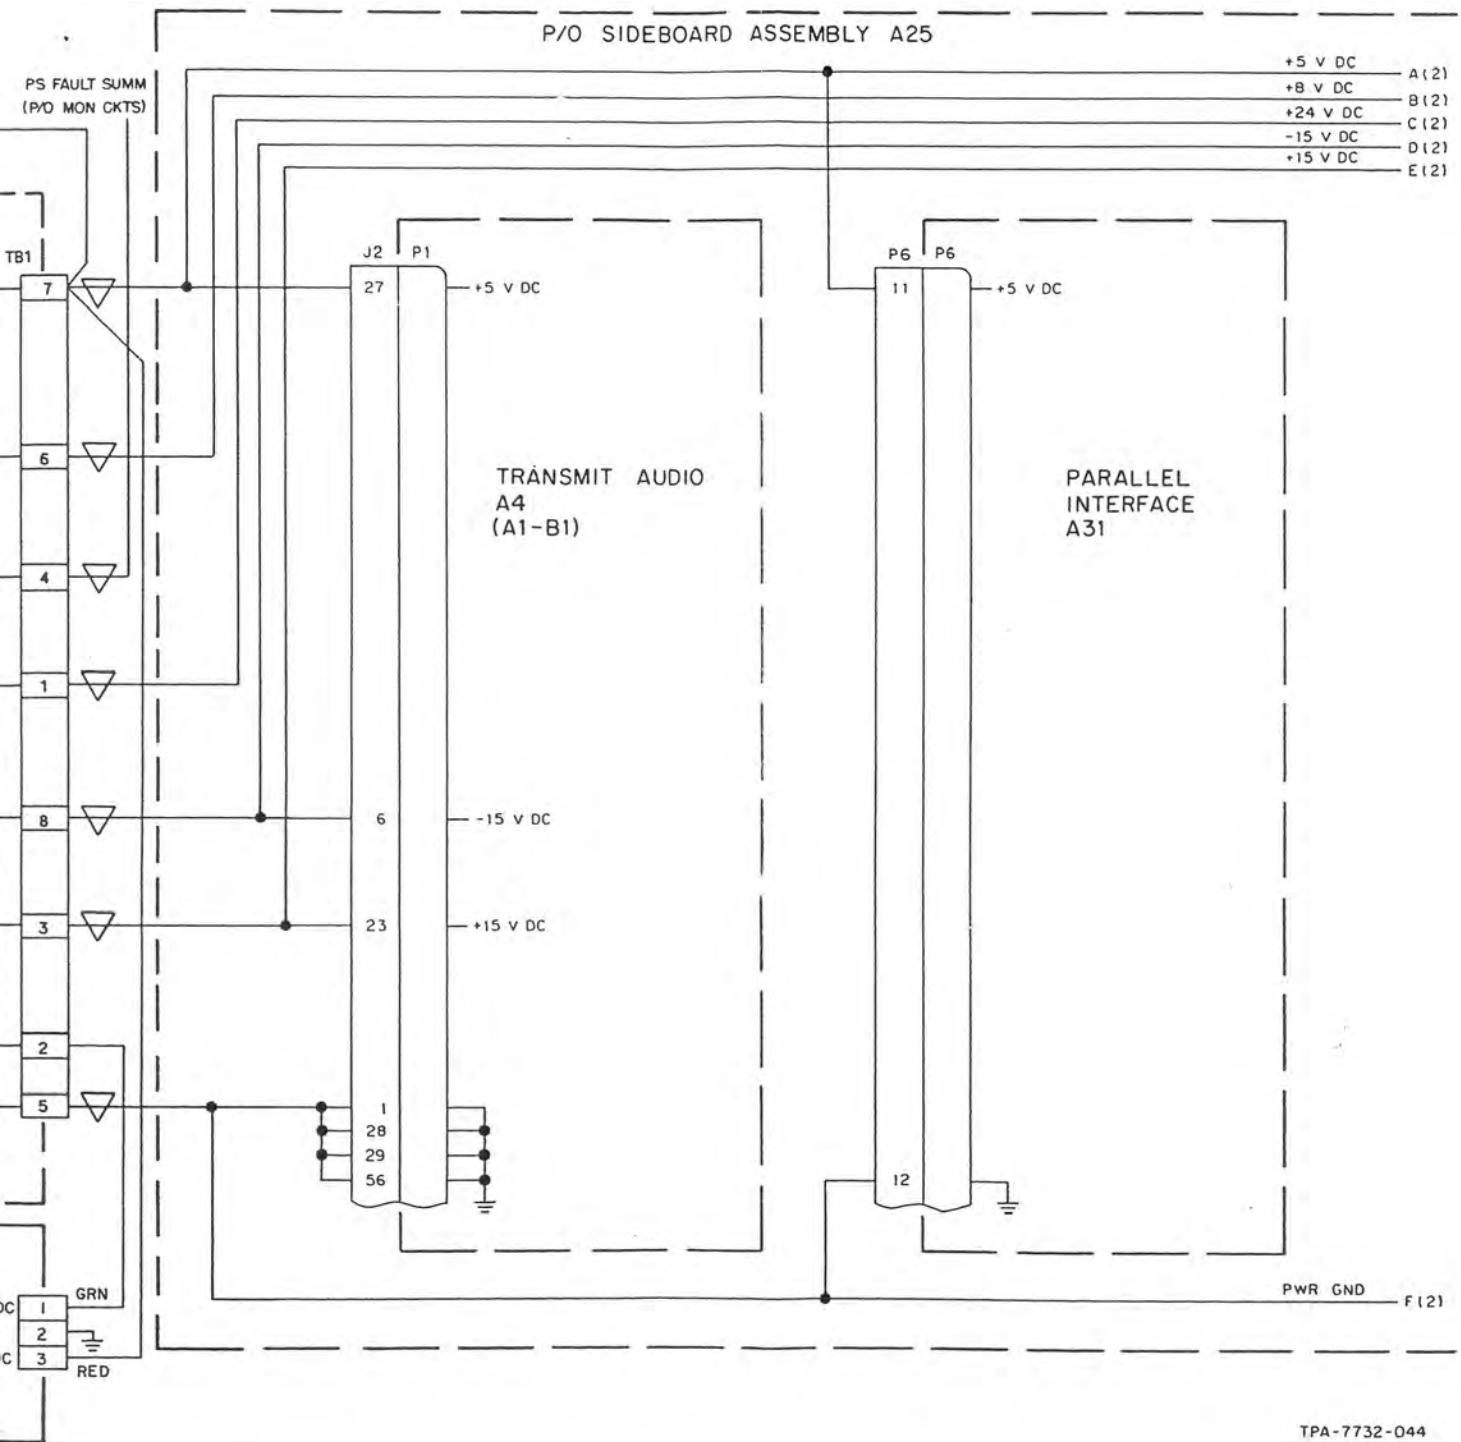 P/O SIDEBOARD ASSEMBLY A25
PS FAULT SUMM
(P/O MON CKTS)
+5 V DC A(2)
+8 V DC B(2)
+24 V DC C(2)
-15 V DC D(2)
+15 V DC E(2)
TB1
J2 P1
P6 P6
7
27 +5 V DC
11 +5 V DC
6
TRANSMIT AUDIO
A4
(A1-B1)
PARALLEL
INTERFACE
A31
4
1
8
6 -15 V DC
3
23 +15 V DC
2
5
1
28
29
56
12
PWR GND F(2)
DC 1 GRN
2
DC 3 RED
TPA-7732-044